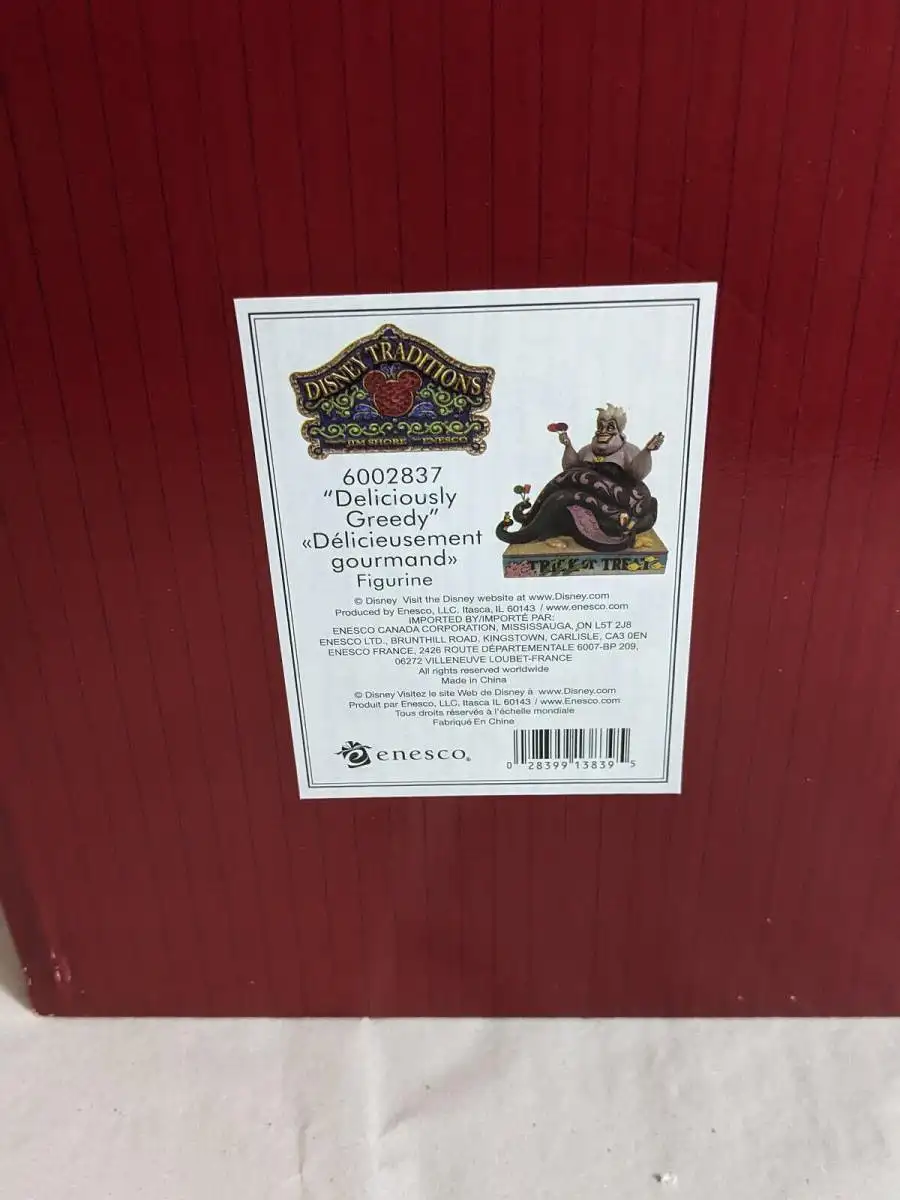 DISNEY TRADITIONS
JIM SHORE ENESCO
6002837
“Deliciously
Greedy”
«Délicieusement
gourmand»
Figurine
TRICK or TREAT
© Disney Visit the Disney website at www.Disney.com
Produced by Enesco, LLC. Itasca, IL 60143 / www.enesco.com
IMPORTED BY/IMPORTÉ PAR:
ENESCO CANADA CORPORATION, MISSISSAUGA, ON L5T 2J8
ENESCO LTD., BRUNTHILL ROAD, KINGSTOWN, CARLISLE, CA3 0EN
ENESCO FRANCE, 2426 ROUTE DÉPARTEMENTALE 6007-BP 209,
06272 VILLENEUVE LOUBET-FRANCE
All rights reserved worldwide
Made in China
© Disney Visitez le site Web de Disney à www.Disney.com
Produit par Enesco, LLC. Itasca, IL 60143 / www.Enesco.com
Tous droits réservés à l'échelle mondiale
Fabriqué En Chine
enesco®
0 28399 13839 5